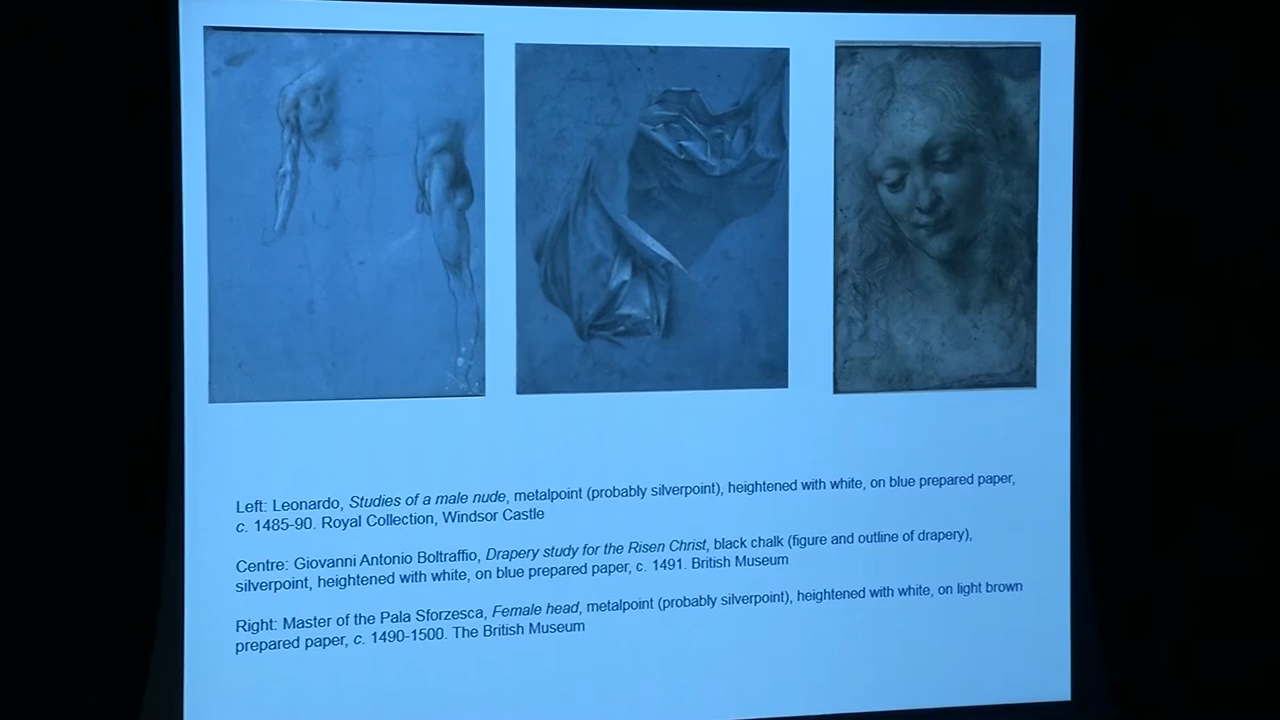 Left: Leonardo, Studies of a male nude, metalpoint (probably silverpoint), heightened with white, on blue prepared paper,
c. 1485-90. Royal Collection, Windsor Castle
Centre: Giovanni Antonio Boltraffio, Drapery study for the Risen Christ, black chalk (figure and outline of drapery),
silverpoint, heightened with white, on blue prepared paper, c. 1491. British Museum
Right: Master of the Pala Sforzesca, Female head, metalpoint (probably silverpoint), heightened with white, on light brown
prepared paper, c. 1490-1500. The British Museum